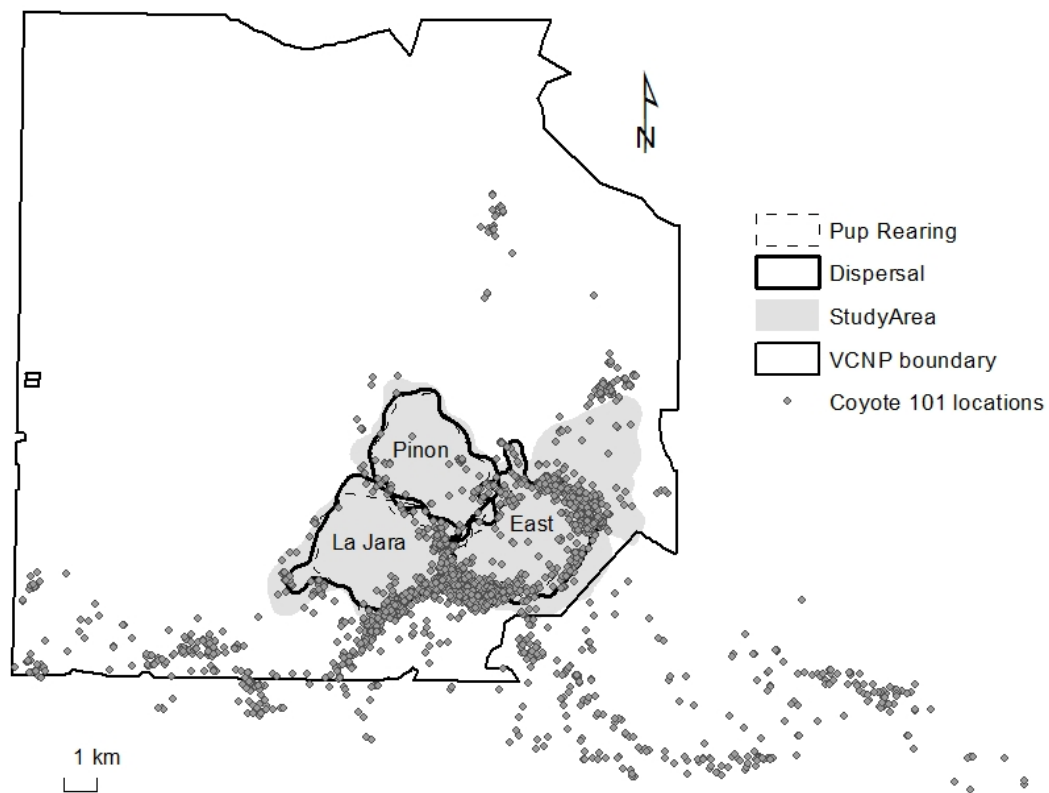 N
Pup Rearing
Dispersal
StudyArea
VCNP boundary
Coyote 101 locations
Pinon
East
La Jara
1 km